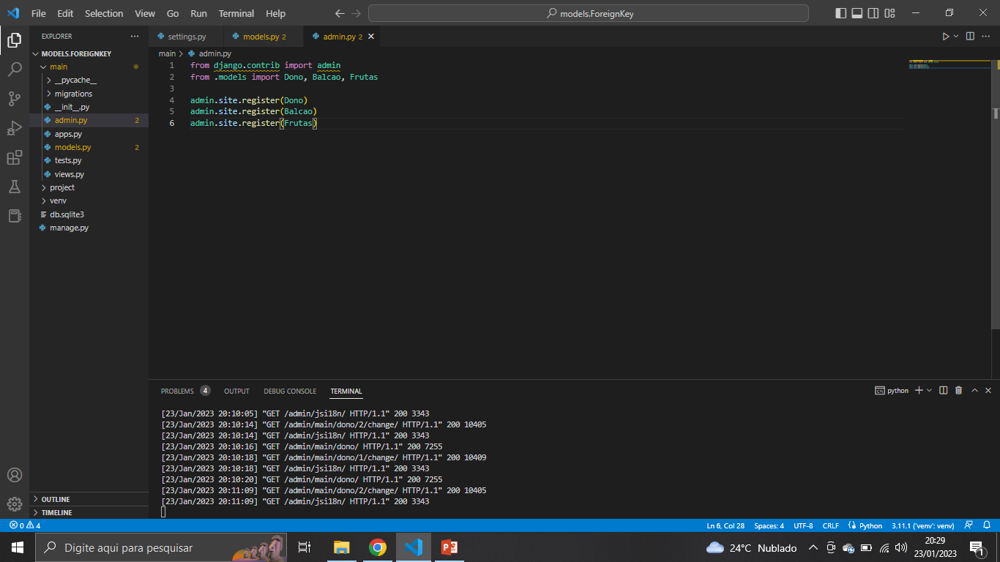 File Edit Selection View Go Run Terminal Help
models.ForeignKey
EXPLORER
MODELS.FOREIGNKEY
main
__pycache__
migrations
__init__.py
admin.py 2
apps.py
models.py 2
tests.py
views.py
project
venv
db.sqlite3
manage.py
OUTLINE
TIMELINE
settings.py models.py 2 admin.py 2
main > admin.py
1 from django.contrib import admin
2 from .models import Dono, Balcao, Frutas
3
4 admin.site.register(Dono)
5 admin.site.register(Balcao)
6 admin.site.register(Frutas)
PROBLEMS 4 OUTPUT DEBUG CONSOLE TERMINAL
python
[23/Jan/2023 20:10:05] "GET /admin/jsi18n/ HTTP/1.1" 200 3343
[23/Jan/2023 20:10:14] "GET /admin/main/dono/2/change/ HTTP/1.1" 200 10405
[23/Jan/2023 20:10:14] "GET /admin/jsi18n/ HTTP/1.1" 200 3343
[23/Jan/2023 20:10:16] "GET /admin/main/dono/ HTTP/1.1" 200 7255
[23/Jan/2023 20:10:18] "GET /admin/main/dono/1/change/ HTTP/1.1" 200 10409
[23/Jan/2023 20:10:18] "GET /admin/jsi18n/ HTTP/1.1" 200 3343
[23/Jan/2023 20:10:20] "GET /admin/main/dono/ HTTP/1.1" 200 7255
[23/Jan/2023 20:11:09] "GET /admin/main/dono/2/change/ HTTP/1.1" 200 10405
[23/Jan/2023 20:11:09] "GET /admin/jsi18n/ HTTP/1.1" 200 3343
0 4
Ln 6, Col 28 Spaces: 4 UTF-8 CRLF Python 3.11.1 ('venv': venv)
Digite aqui para pesquisar
24°C Nublado
20:29
23/01/2023
1